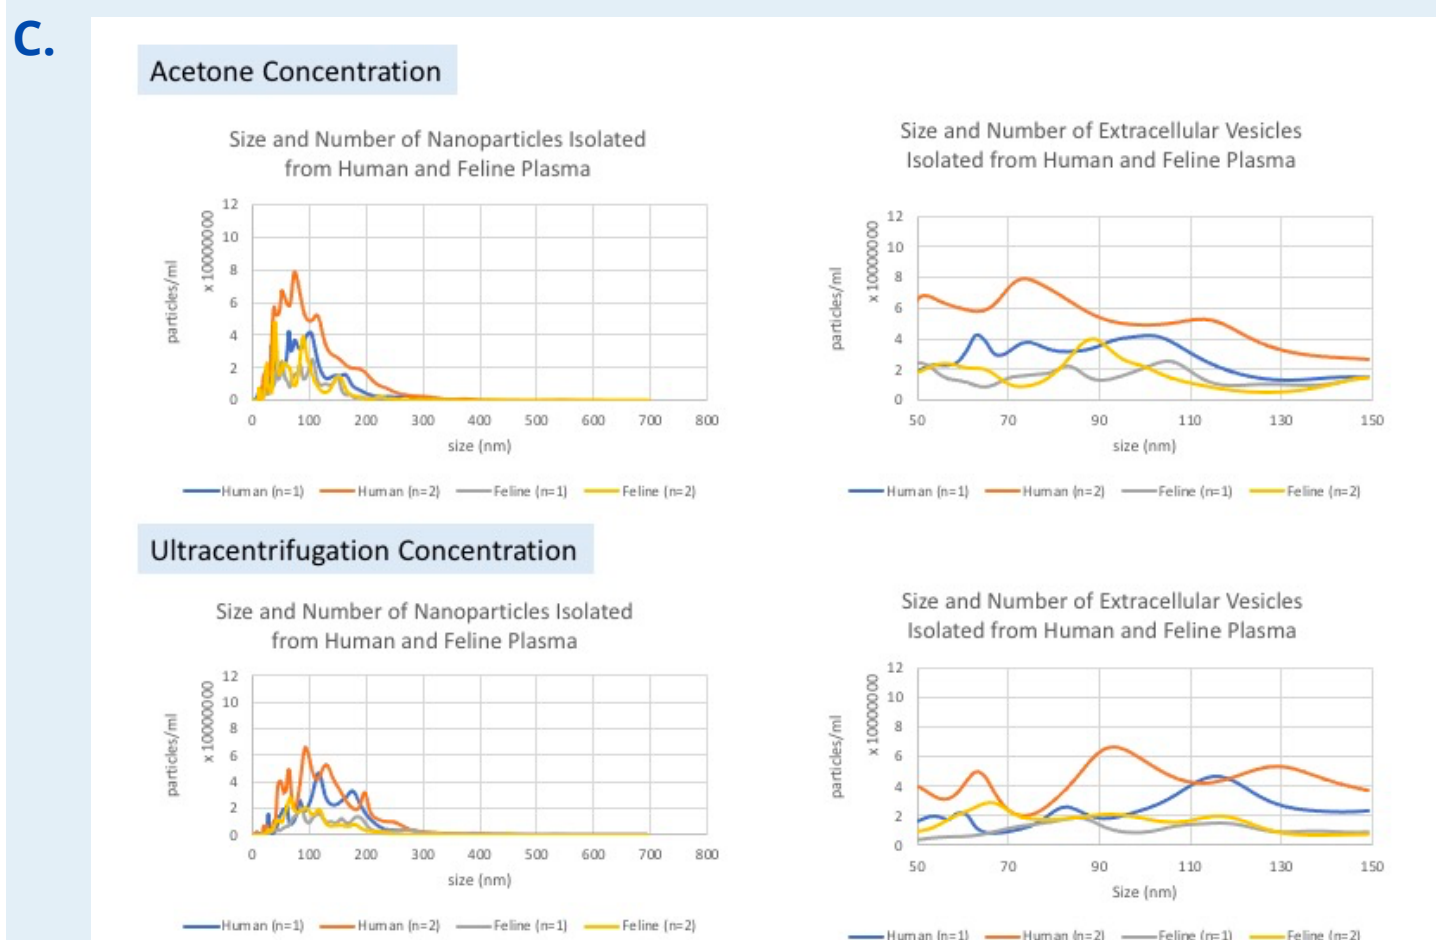 C.
Acetone Concentration
Size and Number of Nanoparticles Isolated
from Human and Feline Plasma
particles/ml
x 10000000
12
10
8
6
4
2
0
0 100 200 300 400 500 600 700 800
size (nm)
Human (n=1) Human (n=2) Feline (n=1) Feline (n=2)
Size and Number of Extracellular Vesicles
Isolated from Human and Feline Plasma
particles/ml
x 10000000
12
10
8
6
4
2
0
50 70 90 110 130 150
size (nm)
Human (n=1) Human (n=2) Feline (n=1) Feline (n=2)
Ultracentrifugation Concentration
Size and Number of Nanoparticles Isolated
from Human and Feline Plasma
particles/ml
x 10000000
12
10
8
6
4
2
0
0 100 200 300 400 500 600 700 800
size (nm)
Human (n=1) Human (n=2) Feline (n=1) Feline (n=2)
Size and Number of Extracellular Vesicles
Isolated from Human and Feline Plasma
particles/ml
x 10000000
12
10
8
6
4
2
0
50 70 90 110 130 150
Size (nm)
Human (n=1) Human (n=2) Feline (n=1) Feline (n=2)